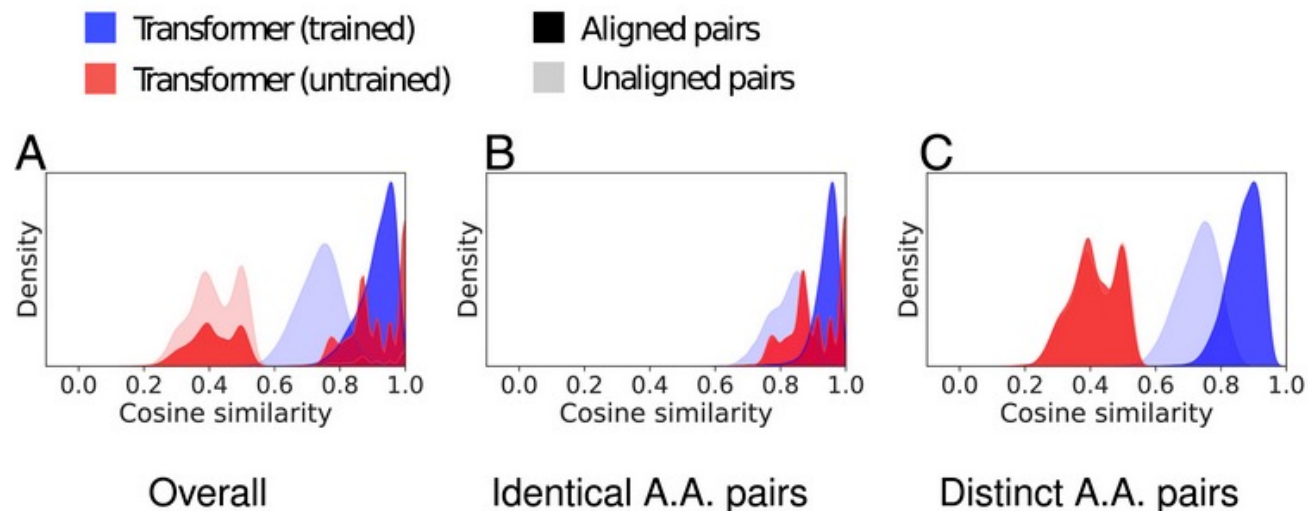 Transformer (trained)
Aligned pairs
Transformer (untrained)
Unaligned pairs
A
B
C
Density
Density
Density
0.0 0.2 0.4 0.6 0.8 1.0
0.0 0.2 0.4 0.6 0.8 1.0
0.0 0.2 0.4 0.6 0.8 1.0
Cosine similarity
Cosine similarity
Cosine similarity
Overall
Identical A.A. pairs
Distinct A.A. pairs